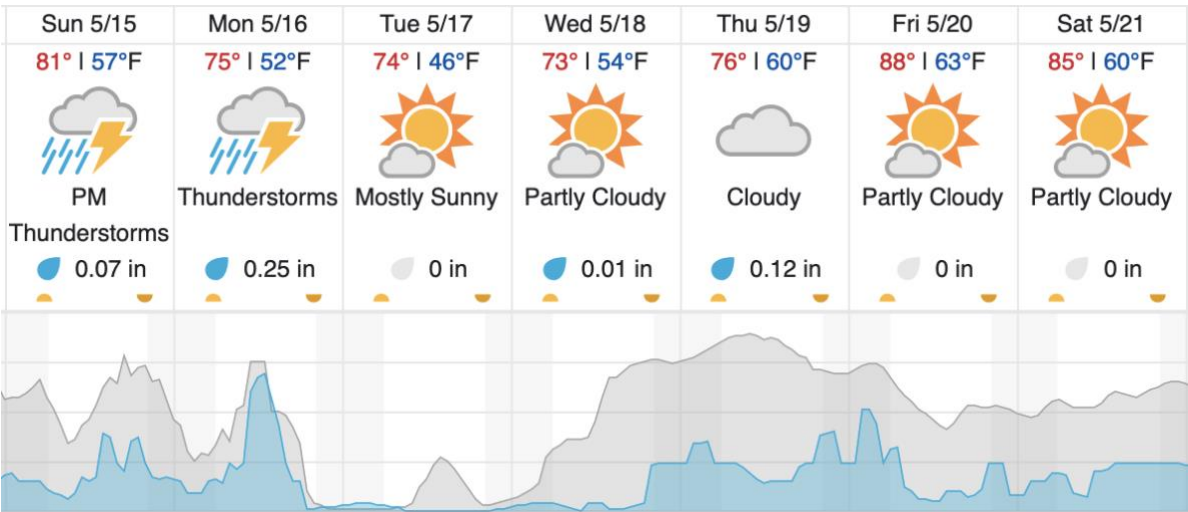 Sun 5/15 Mon 5/16 Tue 5/17 Wed 5/18 Thu 5/19 Fri 5/20 Sat 5/21
81° | 57°F 75° | 52°F 74° | 46°F 73° | 54°F 76° | 60°F 88° | 63°F 85° | 60°F
PM Thunderstorms Mostly Sunny Partly Cloudy Cloudy Partly Cloudy Partly Cloudy
Thunderstorms
0.07 in 0.25 in 0 in 0.01 in 0.12 in 0 in 0 in